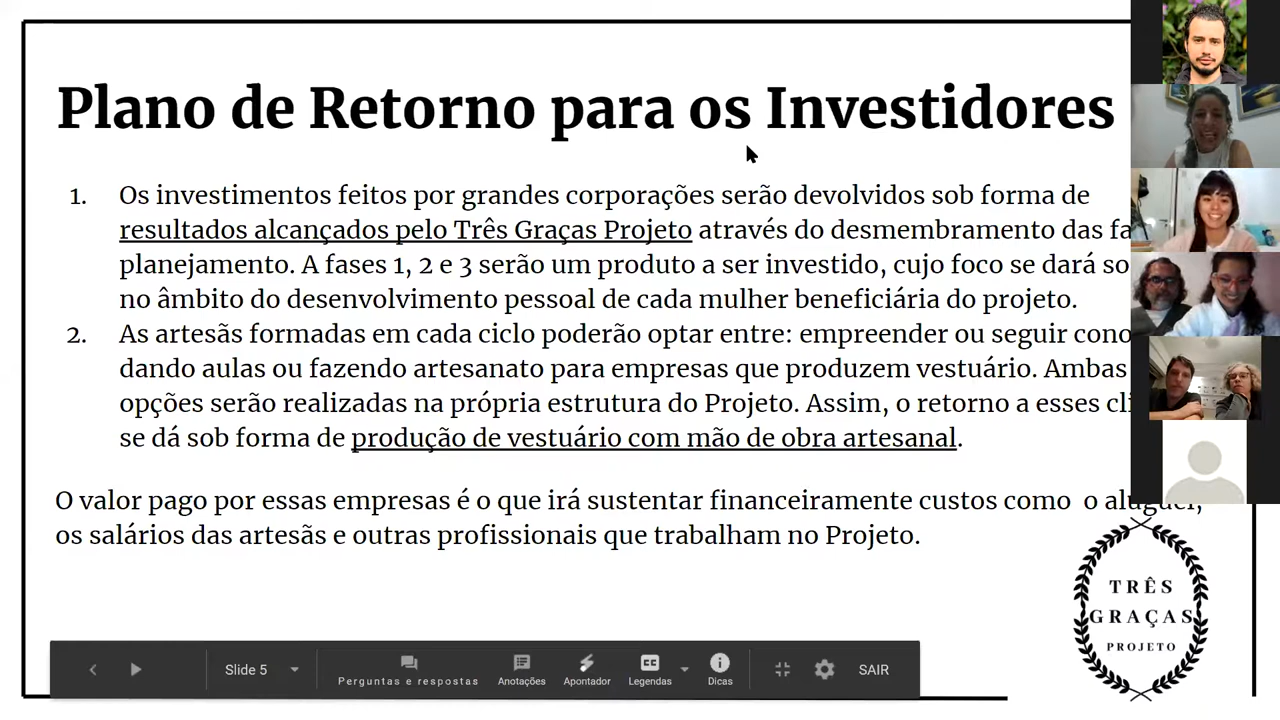 Plano de Retorno para os Investidores
1. Os investimentos feitos por grandes corporações serão devolvidos sob forma de
resultados alcançados pelo Três Graças Projeto através do desmembramento das
planejamento. A fases 1, 2 e 3 serão um produto a ser investido, cujo foco se dará
no âmbito do desenvolvimento pessoal de cada mulher beneficiária do projeto.
2. As artesãs formadas em cada ciclo poderão optar entre: empreender ou seguir
dando aulas ou fazendo artesanato para empresas que produzem vestuário. Ambas
opções serão realizadas na própria estrutura do Projeto. Assim, o retorno a esses
se dá sob forma de produção de vestuário com mão de obra artesanal.
O valor pago por essas empresas é o que irá sustentar financeiramente custos como o aluguel,
os salários das artesãs e outras profissionais que trabalham no Projeto.
TRÊS
GRAÇAS
PROJETO
Slide 5
Perguntas e respostas
Anotações
Apontador
Legendas
Dicas
SAIR